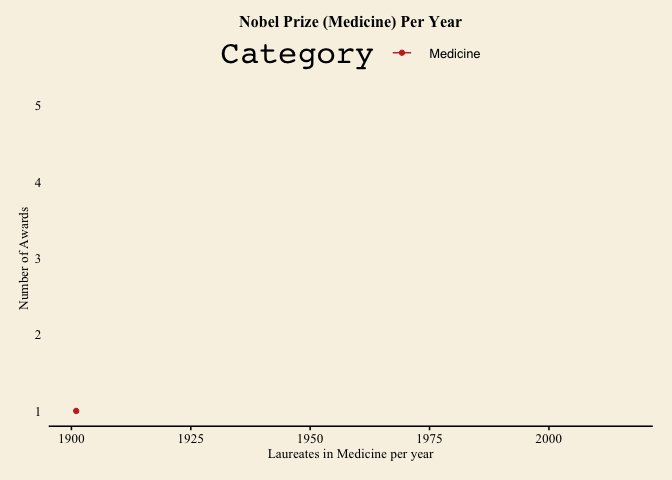 Nobel Prize (Medicine) Per Year
Category Medicine
5
4
3
2
1
Number of Awards
1900 1925 1950 1975 2000
Laureates in Medicine per year